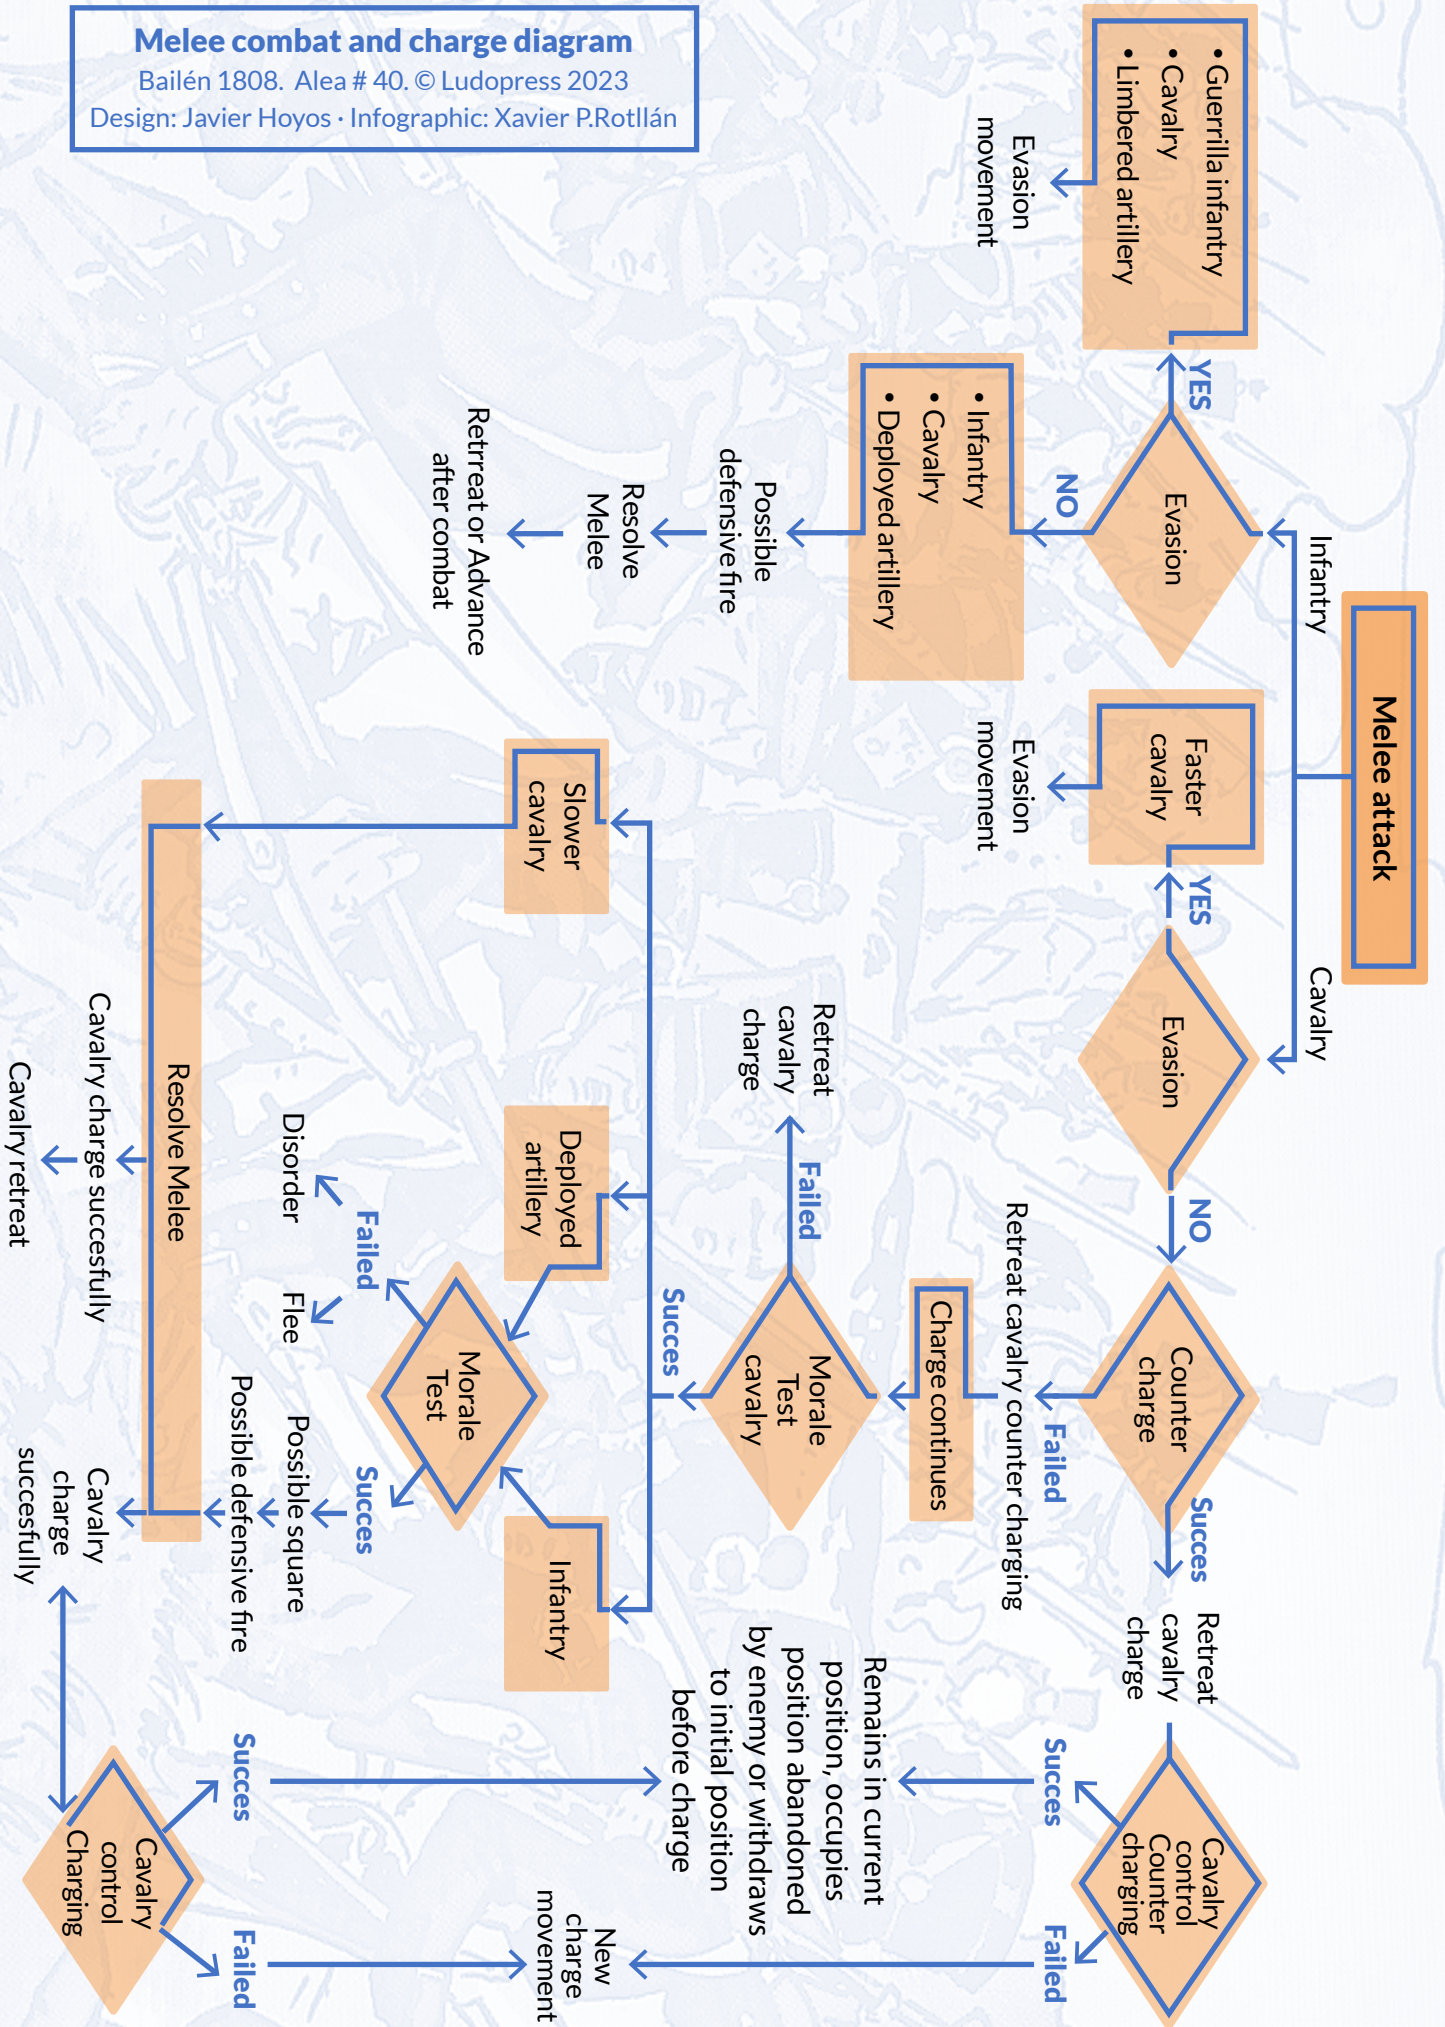 Melee combat and charge diagram
Bailén 1808. Alea # 40. © Ludopress 2023
Design: Javier Hoyos · Infographic: Xavier P.Rotllán
Melee attack
Infantry
Cavalry
Evasion
YES
• Guerrilla infantry
• Cavalry
• Limbered artillery
Evasion
movement
NO
• Infantry
• Cavalry
• Deployed artillery
Possible
defensive fire
Resolve
Melee
Retrreat or Advance
after combat
Evasion
YES
Faster
cavalry
Evasion
movement
NO
Counter
charge
Succes
Retreat
cavalry
charge
Cavalry
control
Counter
charging
Succes
Failed
Failed
Retreat cavalry counter charging
Charge continues
Morale
Test
cavalry
Failed
Retreat
cavalry
charge
Succes
Slower
cavalry
Deployed
artillery
Infantry
Morale
Test
Failed
Disorder
Flee
Succes
Possible square
Possible defensive fire
Resolve Melee
Cavalry charge succesfully
Cavalry retreat
Cavalry
charge
succesfully
Remains in current
position, occupies
position abandoned
by enemy or withdraws
to initial position
before charge
New
charge
movement
Succes
Failed
Cavalry
control
Charging